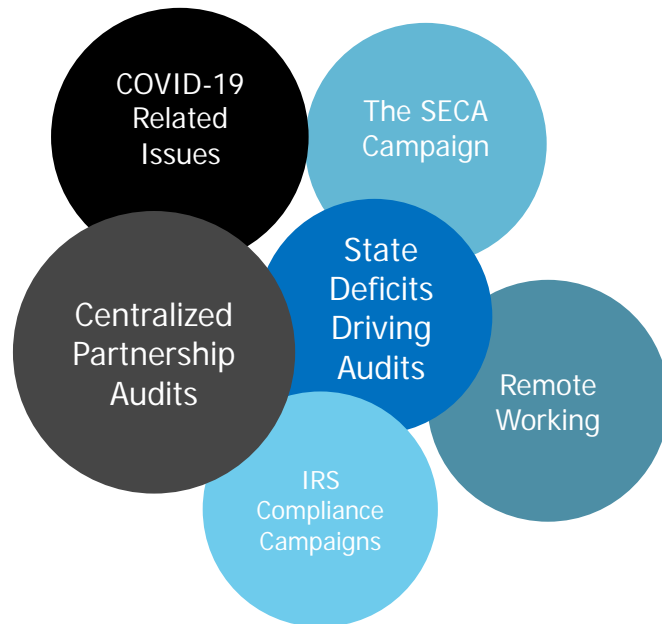 COVID-19
Related
Issues
The SECA
Campaign
State
Deficits
Driving
Audits
Centralized
Partnership
Audits
Remote
Working
IRS
Compliance
Campaigns